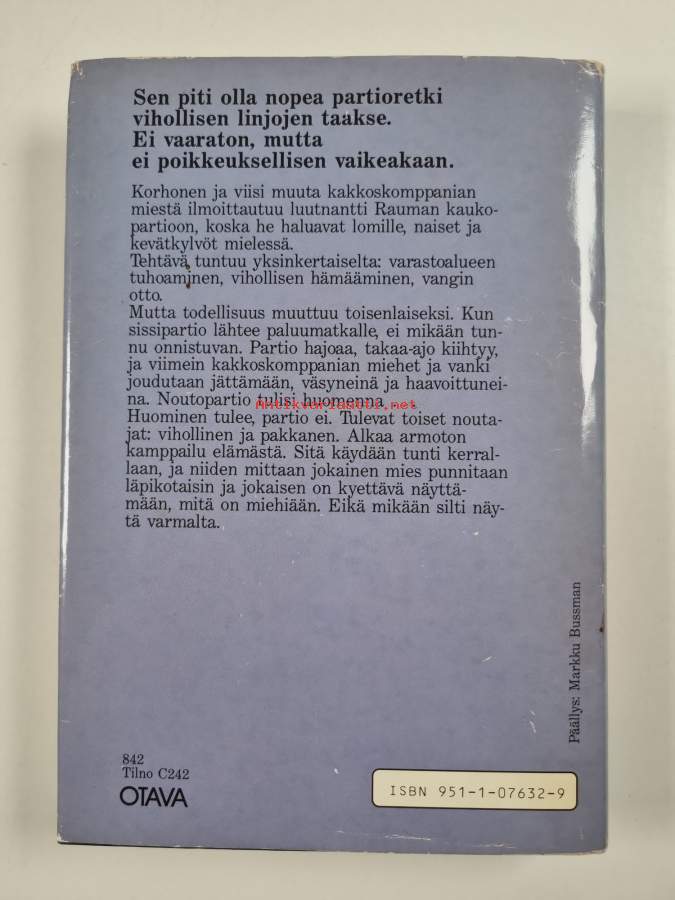 Sen piti olla nopea partioretki
vihollisen linjojen taakse.
Ei vaaraton, mutta
ei poikkeuksellisen vaikeakaan.
Korhonen ja viisi muuta kakkoskomppanian
miestä ilmoittautuu luutnantti Rauman kauko-
partioon, koska he haluavat lomille, naiset ja
kevätkylvöt mielessä.
Tehtävä tuntuu yksinkertaiselta: varastoalueen
tuhoaminen, vihollisen hämääminen, vangin
otto.
Mutta todellisuus muuttuu toisenlaiseksi. Kun
sissipartio lähtee paluumatkalle, ei mikään tun-
nu onnistuvan. Partio hajoaa, takaa-ajo kiihtyy,
ja viimein kakkoskomppanian miehet ja vanki
joudutaan jättämään, väsyneinä ja haavoittunei-
na. Noutopartio tulisi huomenna.
Antikvariaatti.net
Huominen tulee, partio ei. Tulevat toiset nouta-
jat: vihollinen ja pakkanen. Alkaa armoton
kamppailu elämästä. Sitä käydään tunti kerral-
laan, ja niiden mittaan jokainen mies punnitaan
läpikotaisin ja jokaisen on kyettävä näyttä-
mään, mitä on miehiään. Eikä mikään silti näy-
tä varmalta.
Päällys: Markku Bussman
842
Tilno C242
OTAVA
ISBN 951-1-07632-9